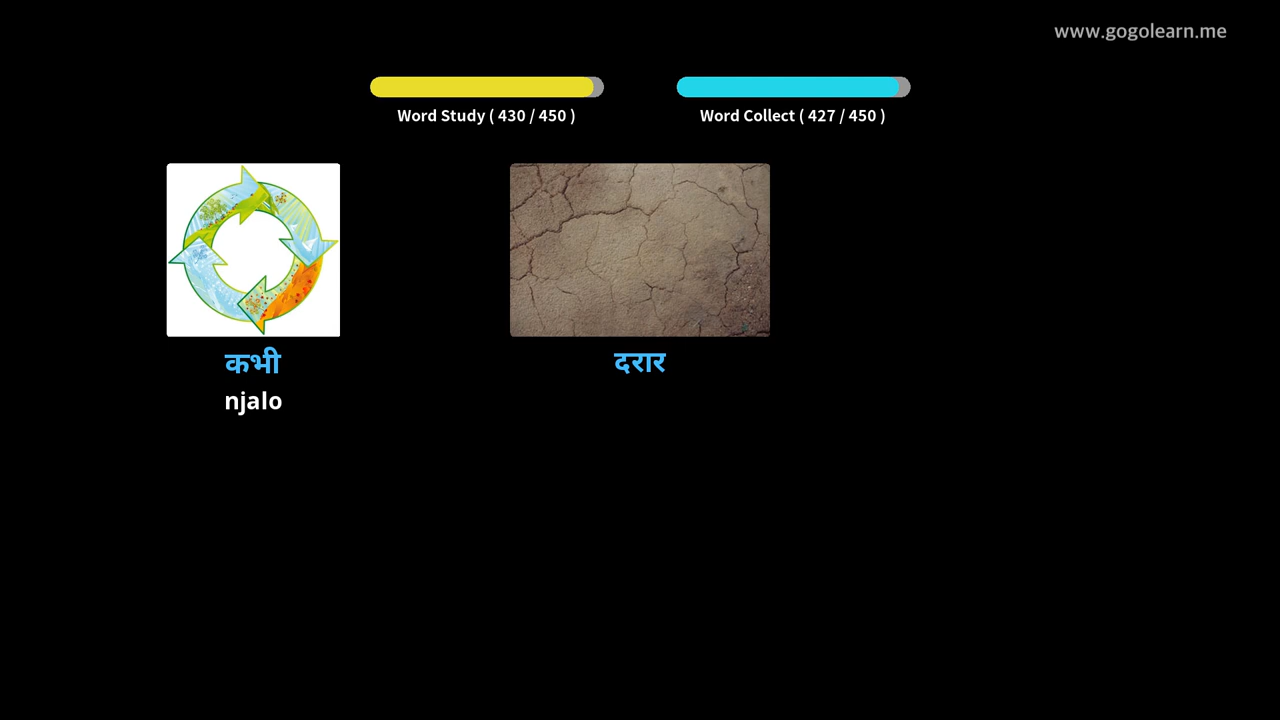 www.gogolearn.me
Word Study ( 430 / 450 )
Word Collect ( 427 / 450 )
कभी
दरार
njalo